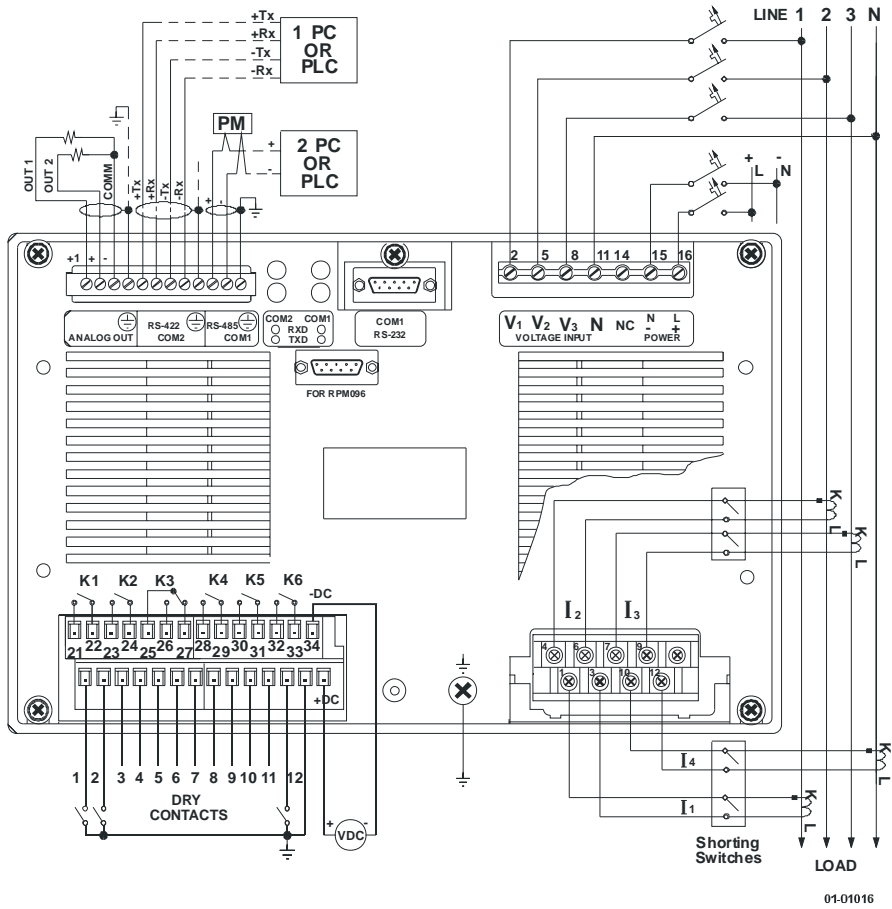 +Tx
+Rx
-Tx
-Rx
1 PC
OR
PLC
LINE 1 2 3 N
PM
+
-
2 PC
OR
PLC
OUT 1
OUT 2
COMM
+Tx
+Rx
-Tx
-Rx
+
-
+ -
L N
+1 + -
2 5 8 11 14 15 16
ANALOG OUT
RS-422
COM2
RS-485
COM1
COM2 COM1
RXD
TXD
COM1
RS-232
V1 V2 V3 N NC N L
- +
VOLTAGE INPUT POWER
FOR RPM096
K
L
K
L
K1 K2 K3 K4 K5 K6 -DC
I2 I3
21 22 23 24 25 26 27 28 29 30 31 32 33 34
4 6 7 9
1 3 10 12
+DC
K
L
I4
1 2 3 4 5 6 7 8 9 10 11 12
DRY
CONTACTS
K
L
I1
+ -
VDC
Shorting
Switches
LOAD
01-01016